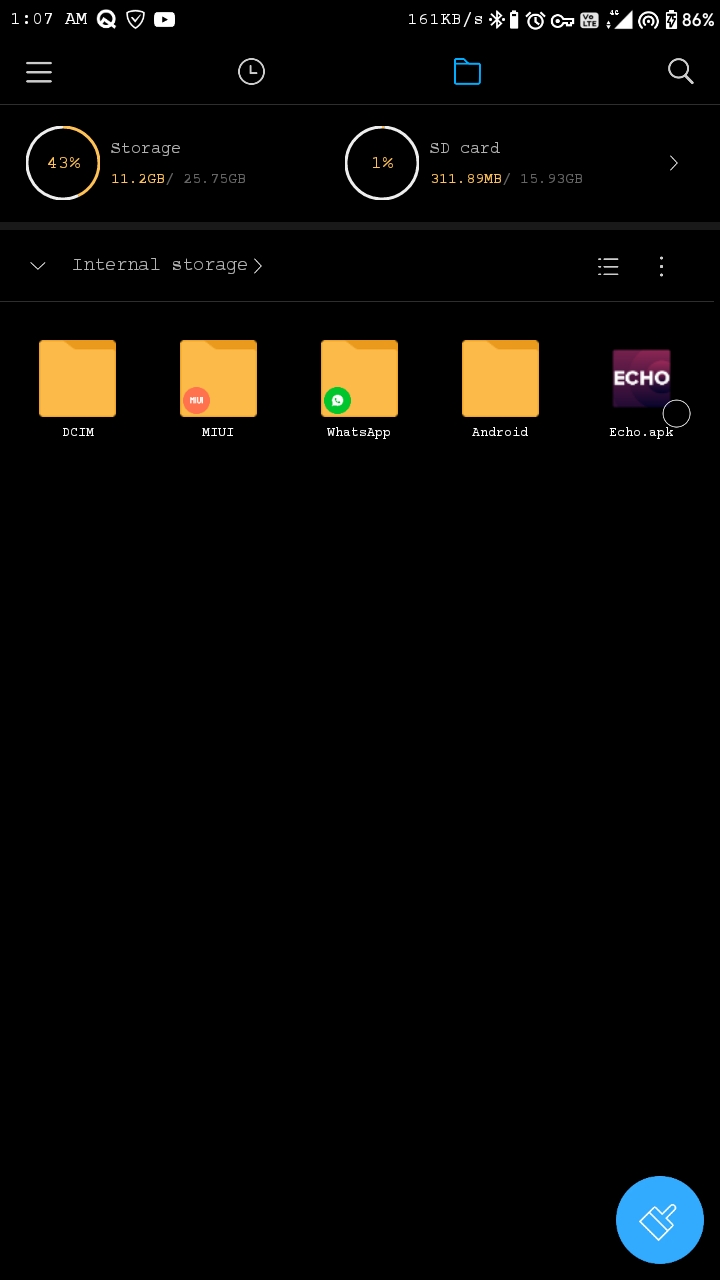 1:07 AM 161KB/s Vo LTE 4G 86%
Storage
43%
11.2GB/ 25.75GB
SD card
1%
311.89MB/ 15.93GB
Internal storage
MIUI
ECHO
DCIM MIUI WhatsApp Android Echo.apk